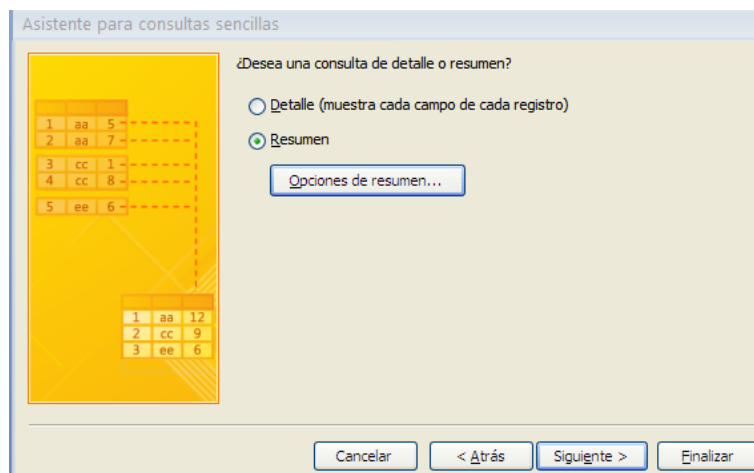 Asistente para consultas sencillas
¿Desea una consulta de detalle o resumen?
Detalle (muestra cada campo de cada registro)
Resumen
Opciones de resumen...
1 aa 5
2 aa 7
3 cc 1
4 cc 8
5 ee 6
1 aa 12
2 cc 9
3 ee 6
Cancelar
< Atrás
Siguiente >
Finalizar